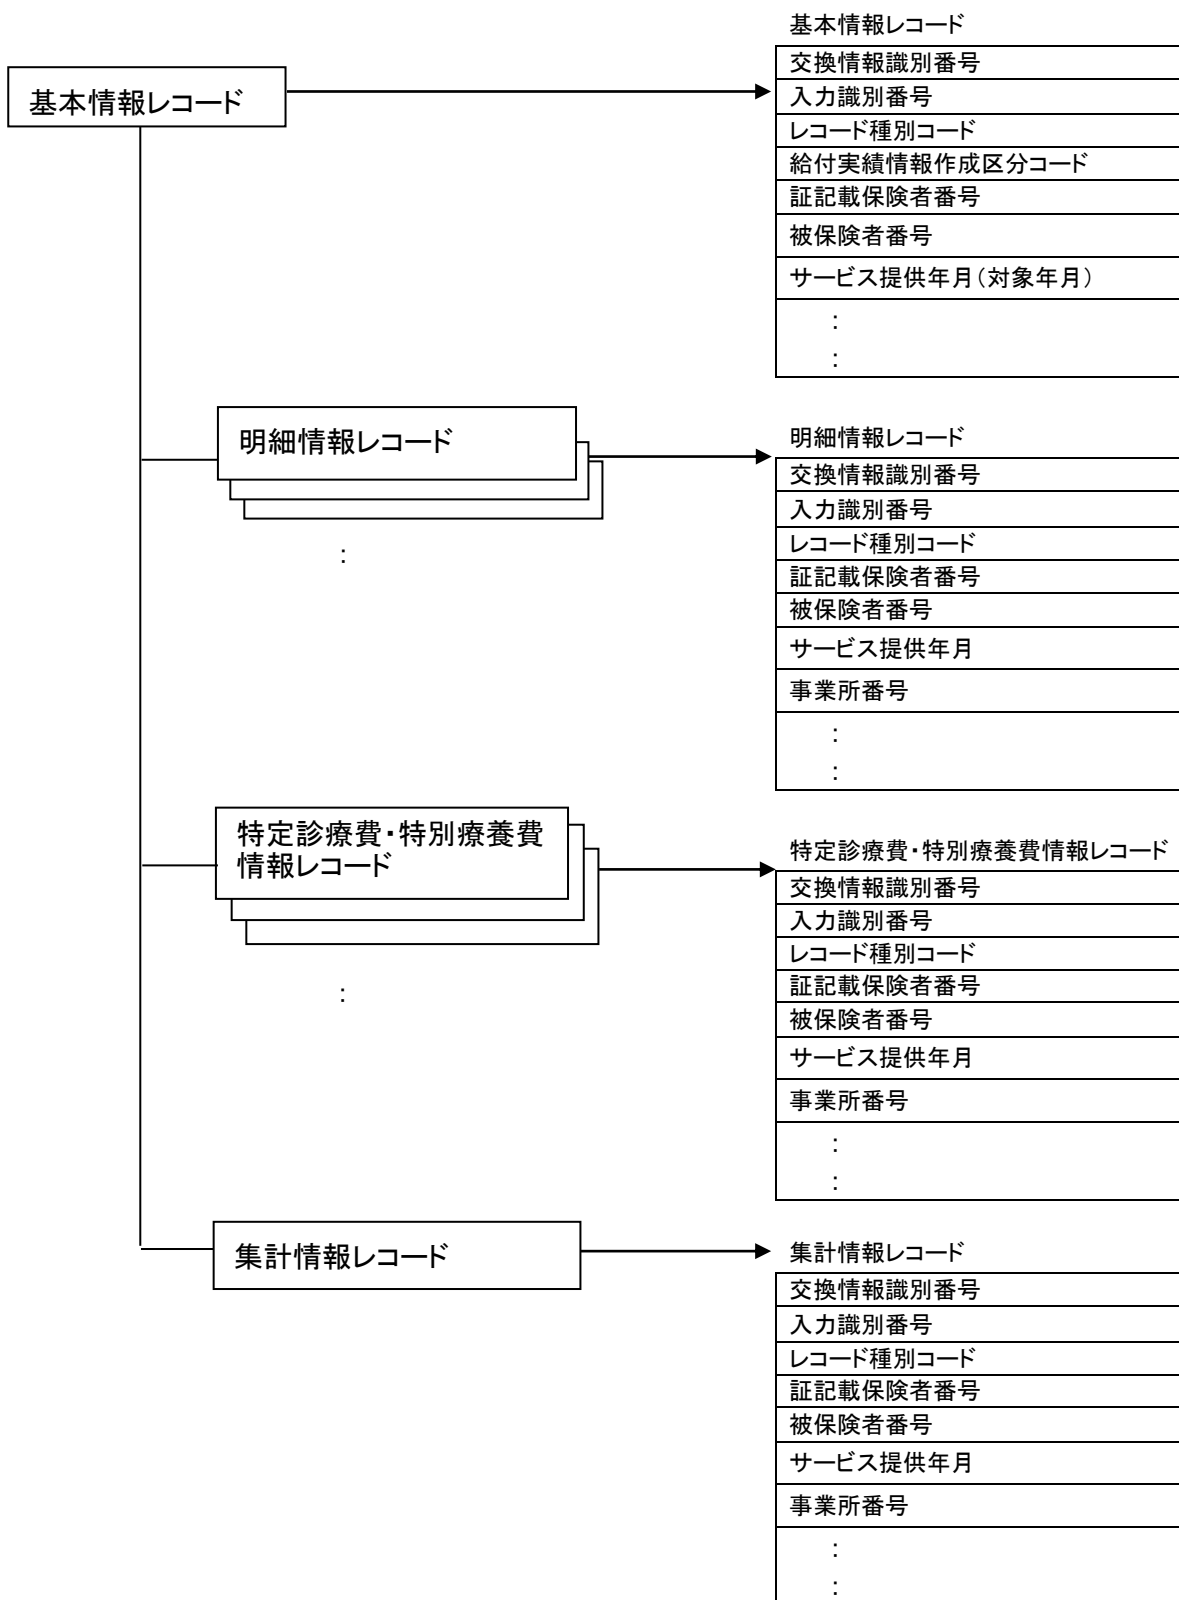 基本情報レコード
基本情報レコード
交換情報識別番号
入力識別番号
レコード種別コード
給付実績情報作成区分コード
証記載保険者番号
被保険者番号
サービス提供年月(対象年月)
:
:
明細情報レコード
:
明細情報レコード
交換情報識別番号
入力識別番号
レコード種別コード
証記載保険者番号
被保険者番号
サービス提供年月
事業所番号
:
:
特定診療費・特別療養費
情報レコード
:
特定診療費・特別療養費情報レコード
交換情報識別番号
入力識別番号
レコード種別コード
証記載保険者番号
被保険者番号
サービス提供年月
事業所番号
:
:
集計情報レコード
集計情報レコード
交換情報識別番号
入力識別番号
レコード種別コード
証記載保険者番号
被保険者番号
サービス提供年月
事業所番号
:
: